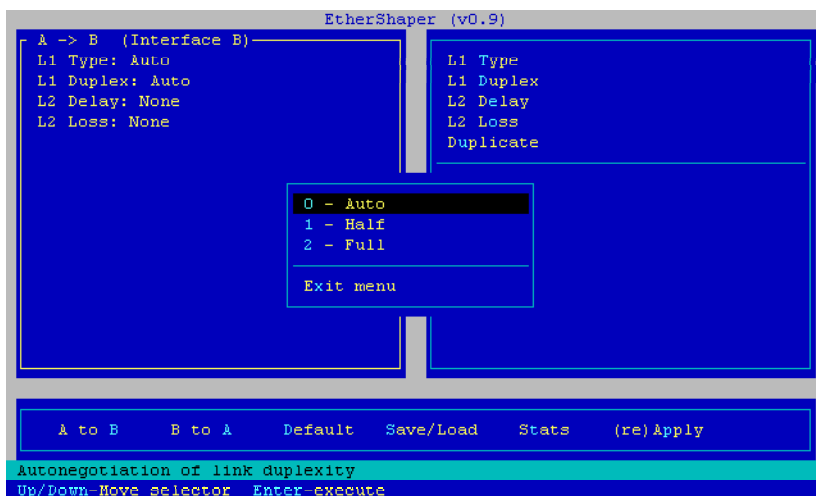 EtherShaper (v0.9)
A -> B (Interface B)
L1 Type: Auto
L1 Duplex: Auto
L2 Delay: None
L2 Loss: None
L1 Type
L1 Duplex
L2 Delay
L2 Loss
Duplicate
0 - Auto
1 - Half
2 - Full
Exit menu
A to B B to A Default Save/Load Stats (re)Apply
Autonegotiation of link duplexity
Up/Down-Move selector Enter-execute